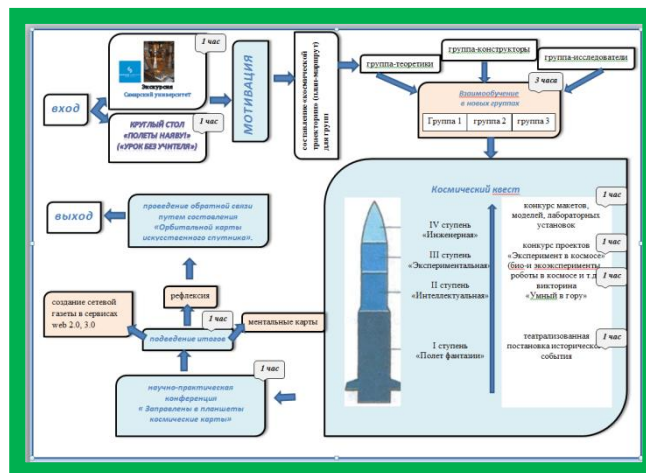 1 час
Экскурсия
Самарский университет
ВХОД
1 час
КРУГЛЫЙ СТОЛ
«ПОЛЕТЫ НАЯВУ!»
(«УРОК БЕЗ УЧИТЕЛЯ»)
МОТИВАЦИЯ
составление «космической
траектории» (план-маршрут)
для групп
группа-теоретики
группа-конструкторы
группа-исследователи
3 часа
Взаимообучение
в новых группах
Группа 1
группа 2
группа 3
Космический квест
IV ступень
«Инженерная»
III ступень
«Экспериментальная»
II ступень
«Интеллектуальная»
I ступень
«Полет фантазии»
1 час
конкурс макетов,
моделей, лабораторных
установок
1 час
конкурс проектов
«Эксперимент в космосе»
(био-и экоэксперименты
роботы в космосе и т.д
1 час
викторина
«Умный в гору»
1 час
театрализованная
постановка историческо
события
1 час
научно-практическая
конференция
« Заправлены в планшеты
космические карты»
1 час
подведение итогов
создание сетевой
газеты в сервисах
web 2.0, 3.0
рефлексия
ментальные карты
проведение обратной связи
путем составления
«Орбитальной карты
искусственного спутника».
ВЫХОД